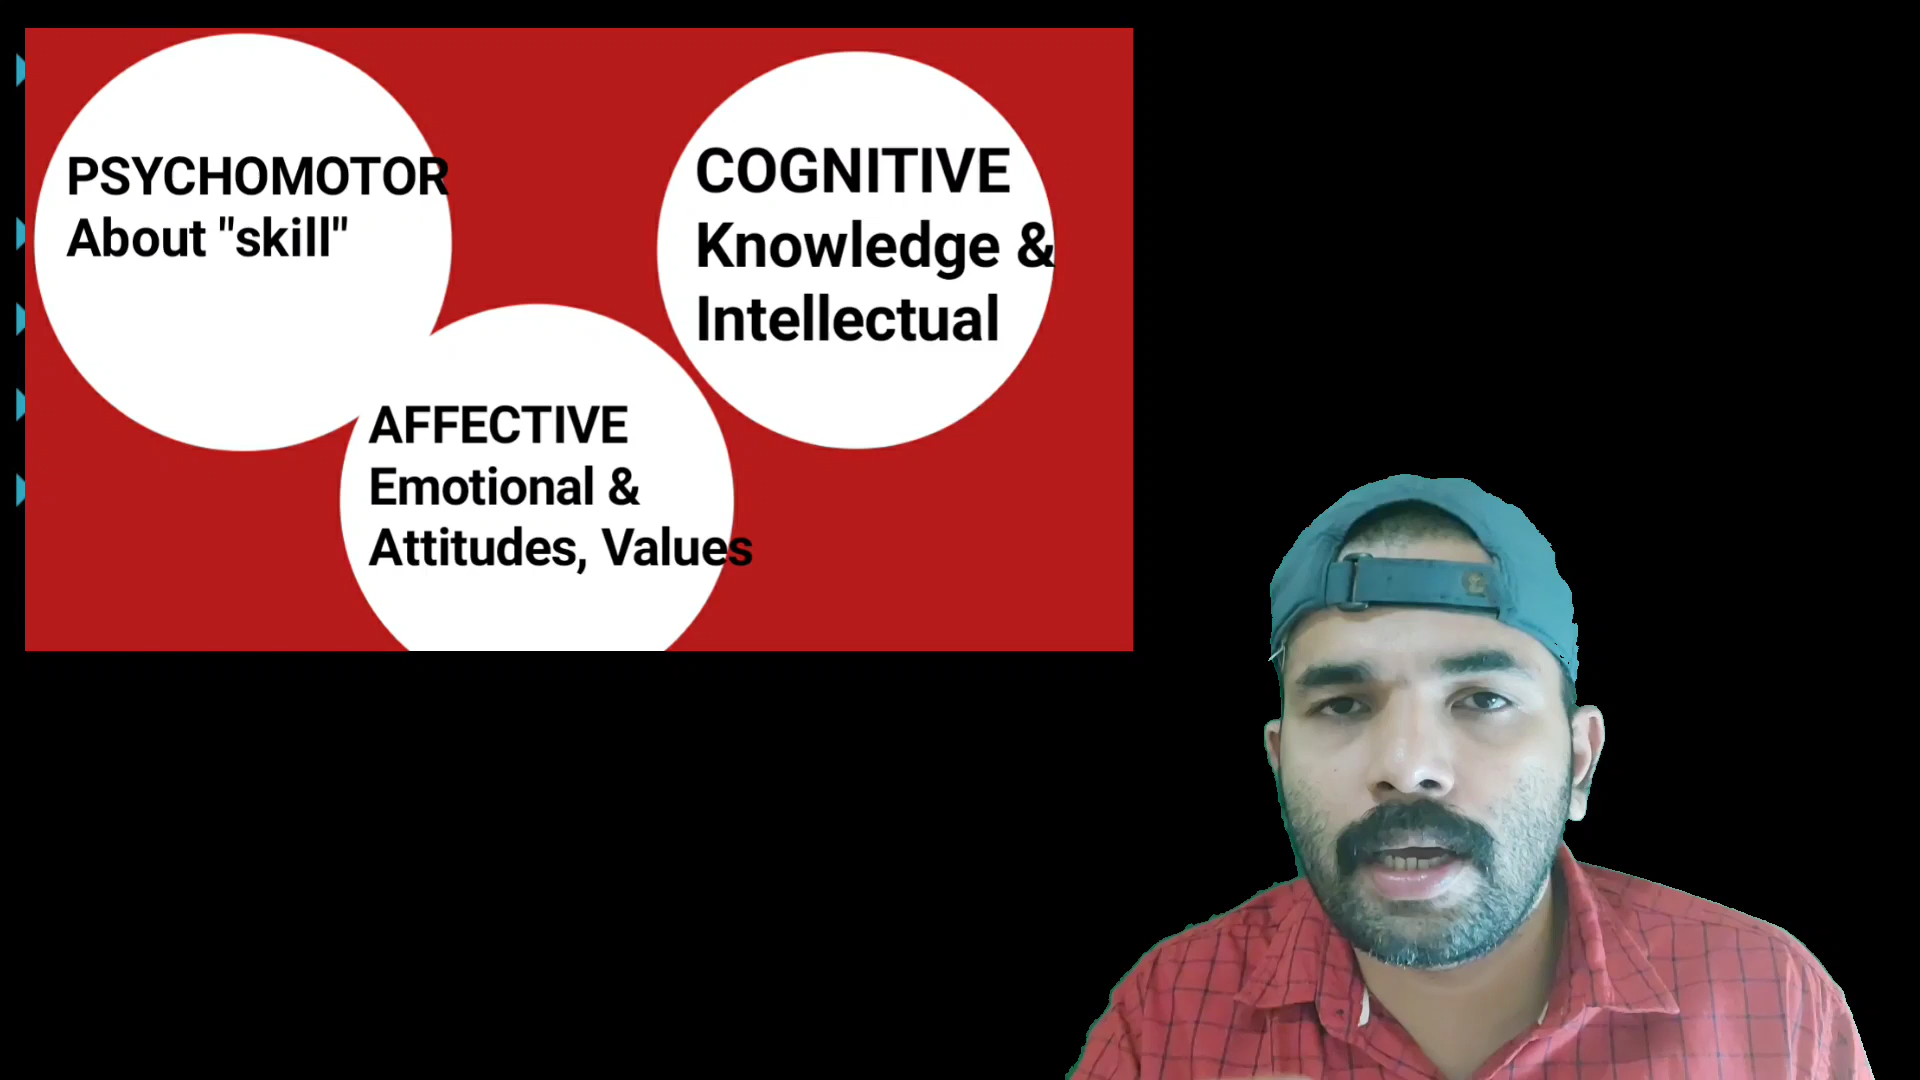 PSYCHOMOTOR
About "skill"
COGNITIVE
Knowledge &
Intellectual
AFFECTIVE
Emotional &
Attitudes, Values